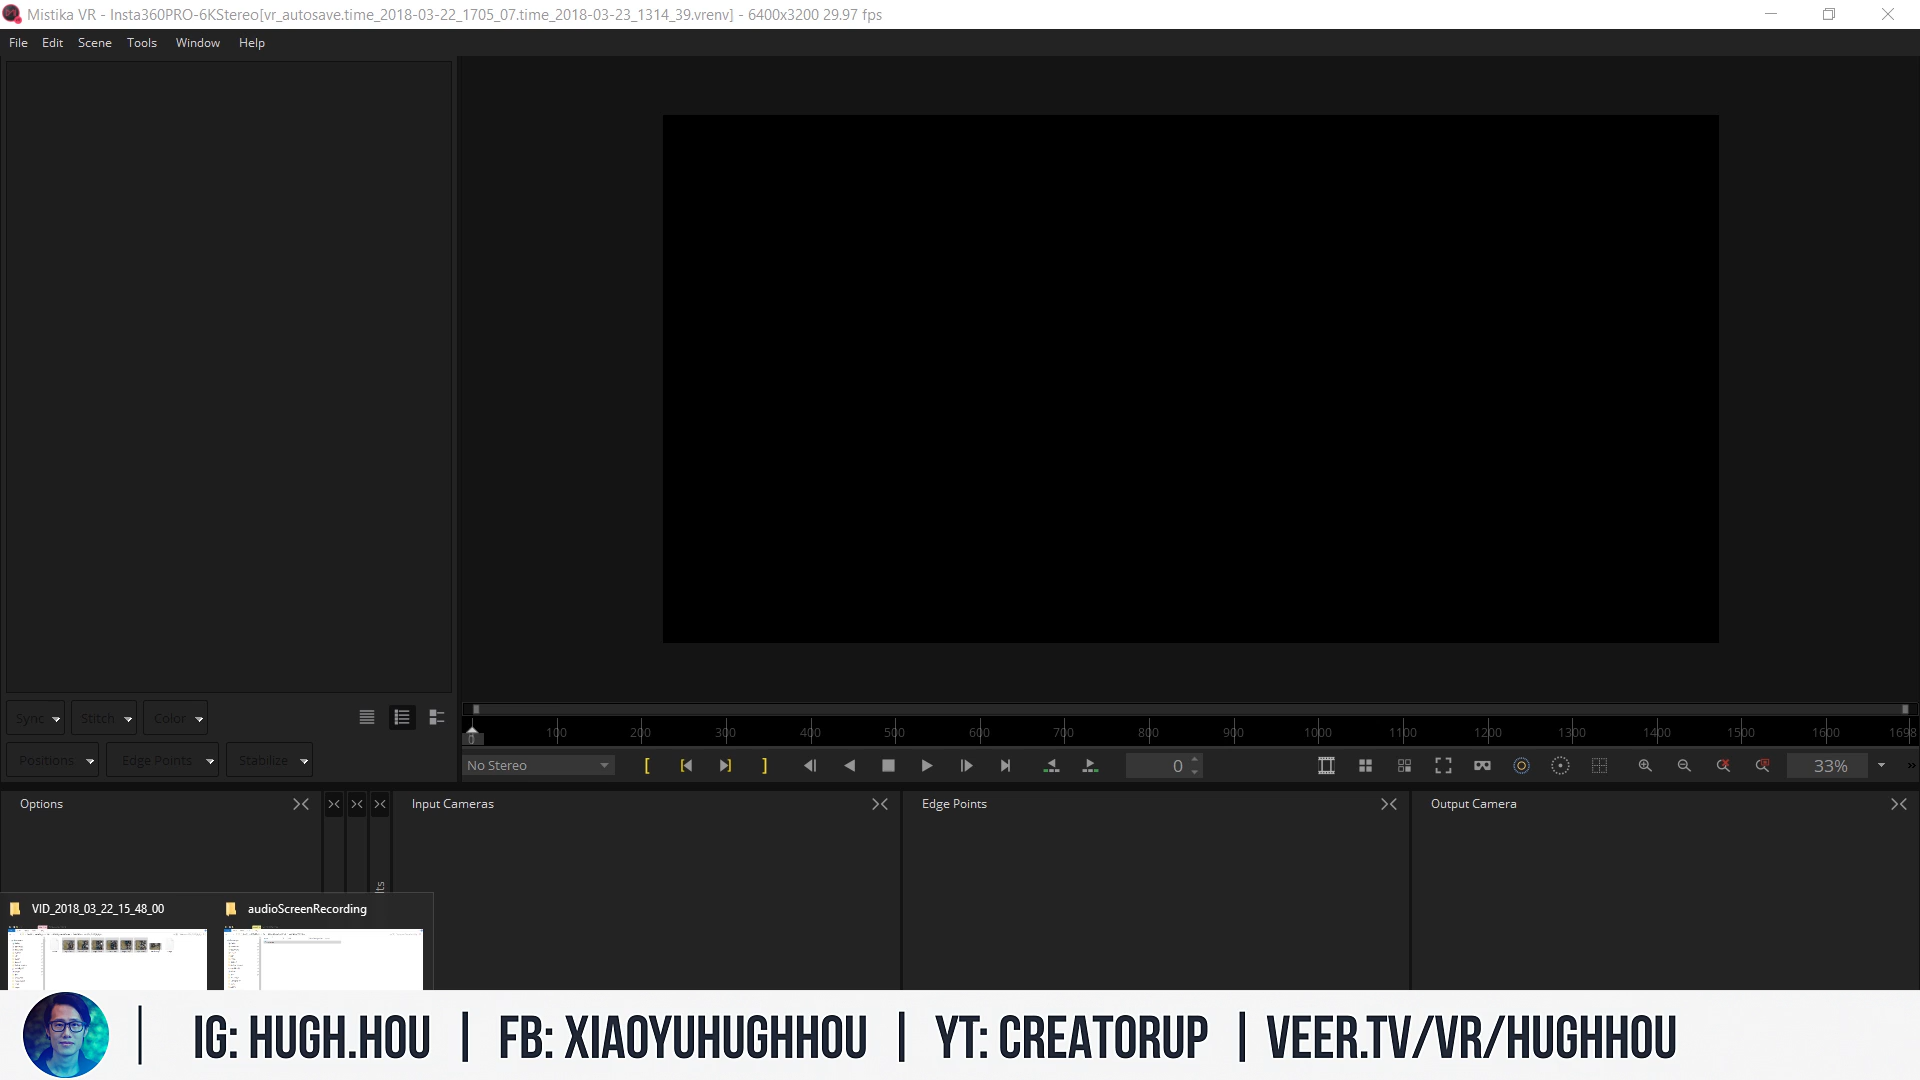 Mistika VR - Insta360PRO-6KStereo[vr_autosave.time_2018-03-22_1705_07.time_2018-03-23_1314_39.vrenv] - 6400x3200 29.97 fps
File Edit Scene Tools Window Help
Sync Stitch Color
Positions Edge Points Stabilize
0 100 200 300 400 500 600 700 800 900 1000 1100 1200 1300 1400 1500 1600 1698
No Stereo [ ] 0 33% »
Options Input Cameras Edge Points Output Camera
VID_2018_03_22_15_48_00 audioScreenRecording
IG: HUGH.HOU | FB: XIAOYUHUGHHOU | YT: CREATORUP | VEER.TV/VR/HUGHHOU